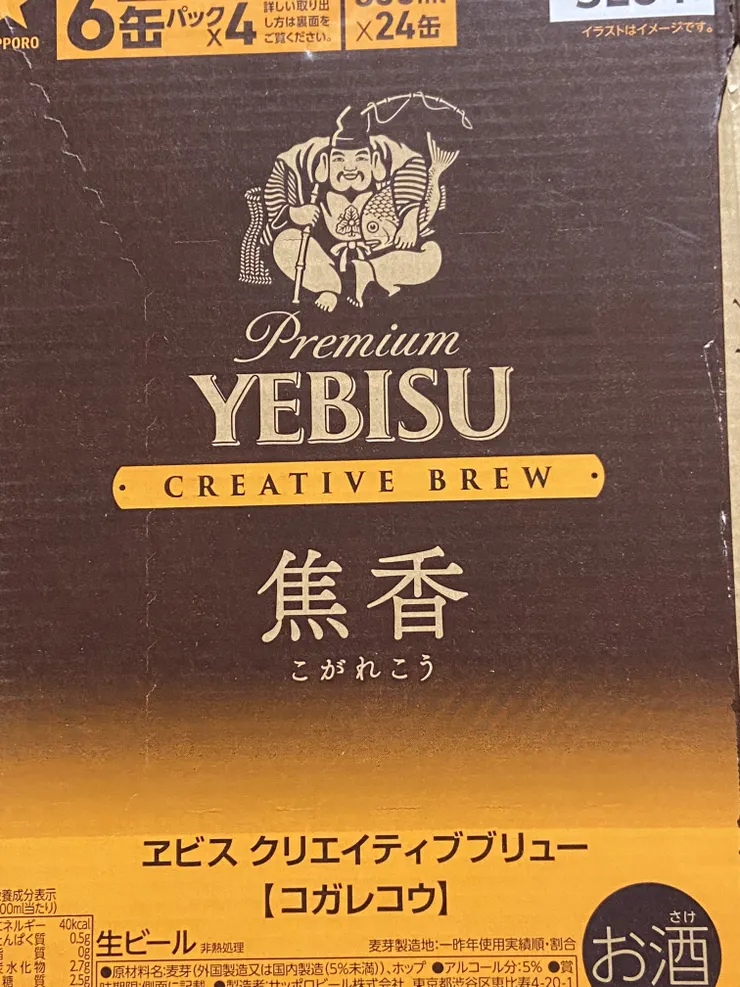 6缶パック×4
詳しい取り出
し方は裏面を
ご覧ください。
×24缶
イラストはイメージです。
PPORO
Premium
YEBISU
CREATIVE BREW
焦香
こがれこう
ヱビス クリエイティブブリュー
【コガレコウ】
養成分表示
00ml当たり)
ネルギー 40kcal
んぱく質 0.5g
質 0g
水化物 2.7g
糖質 2.5g
生ビール 非熱処理
麦芽製造地:一昨年使用実績順・割合
●原材料名:麦芽(外国製造又は国内製造(5%未満))、ホップ ●アルコール分:5% ●賞
味期限:側面に記載 ●製造者:サッポロビール株式会社 東京都渋谷区恵比寿4-20-1
さけ
お酒